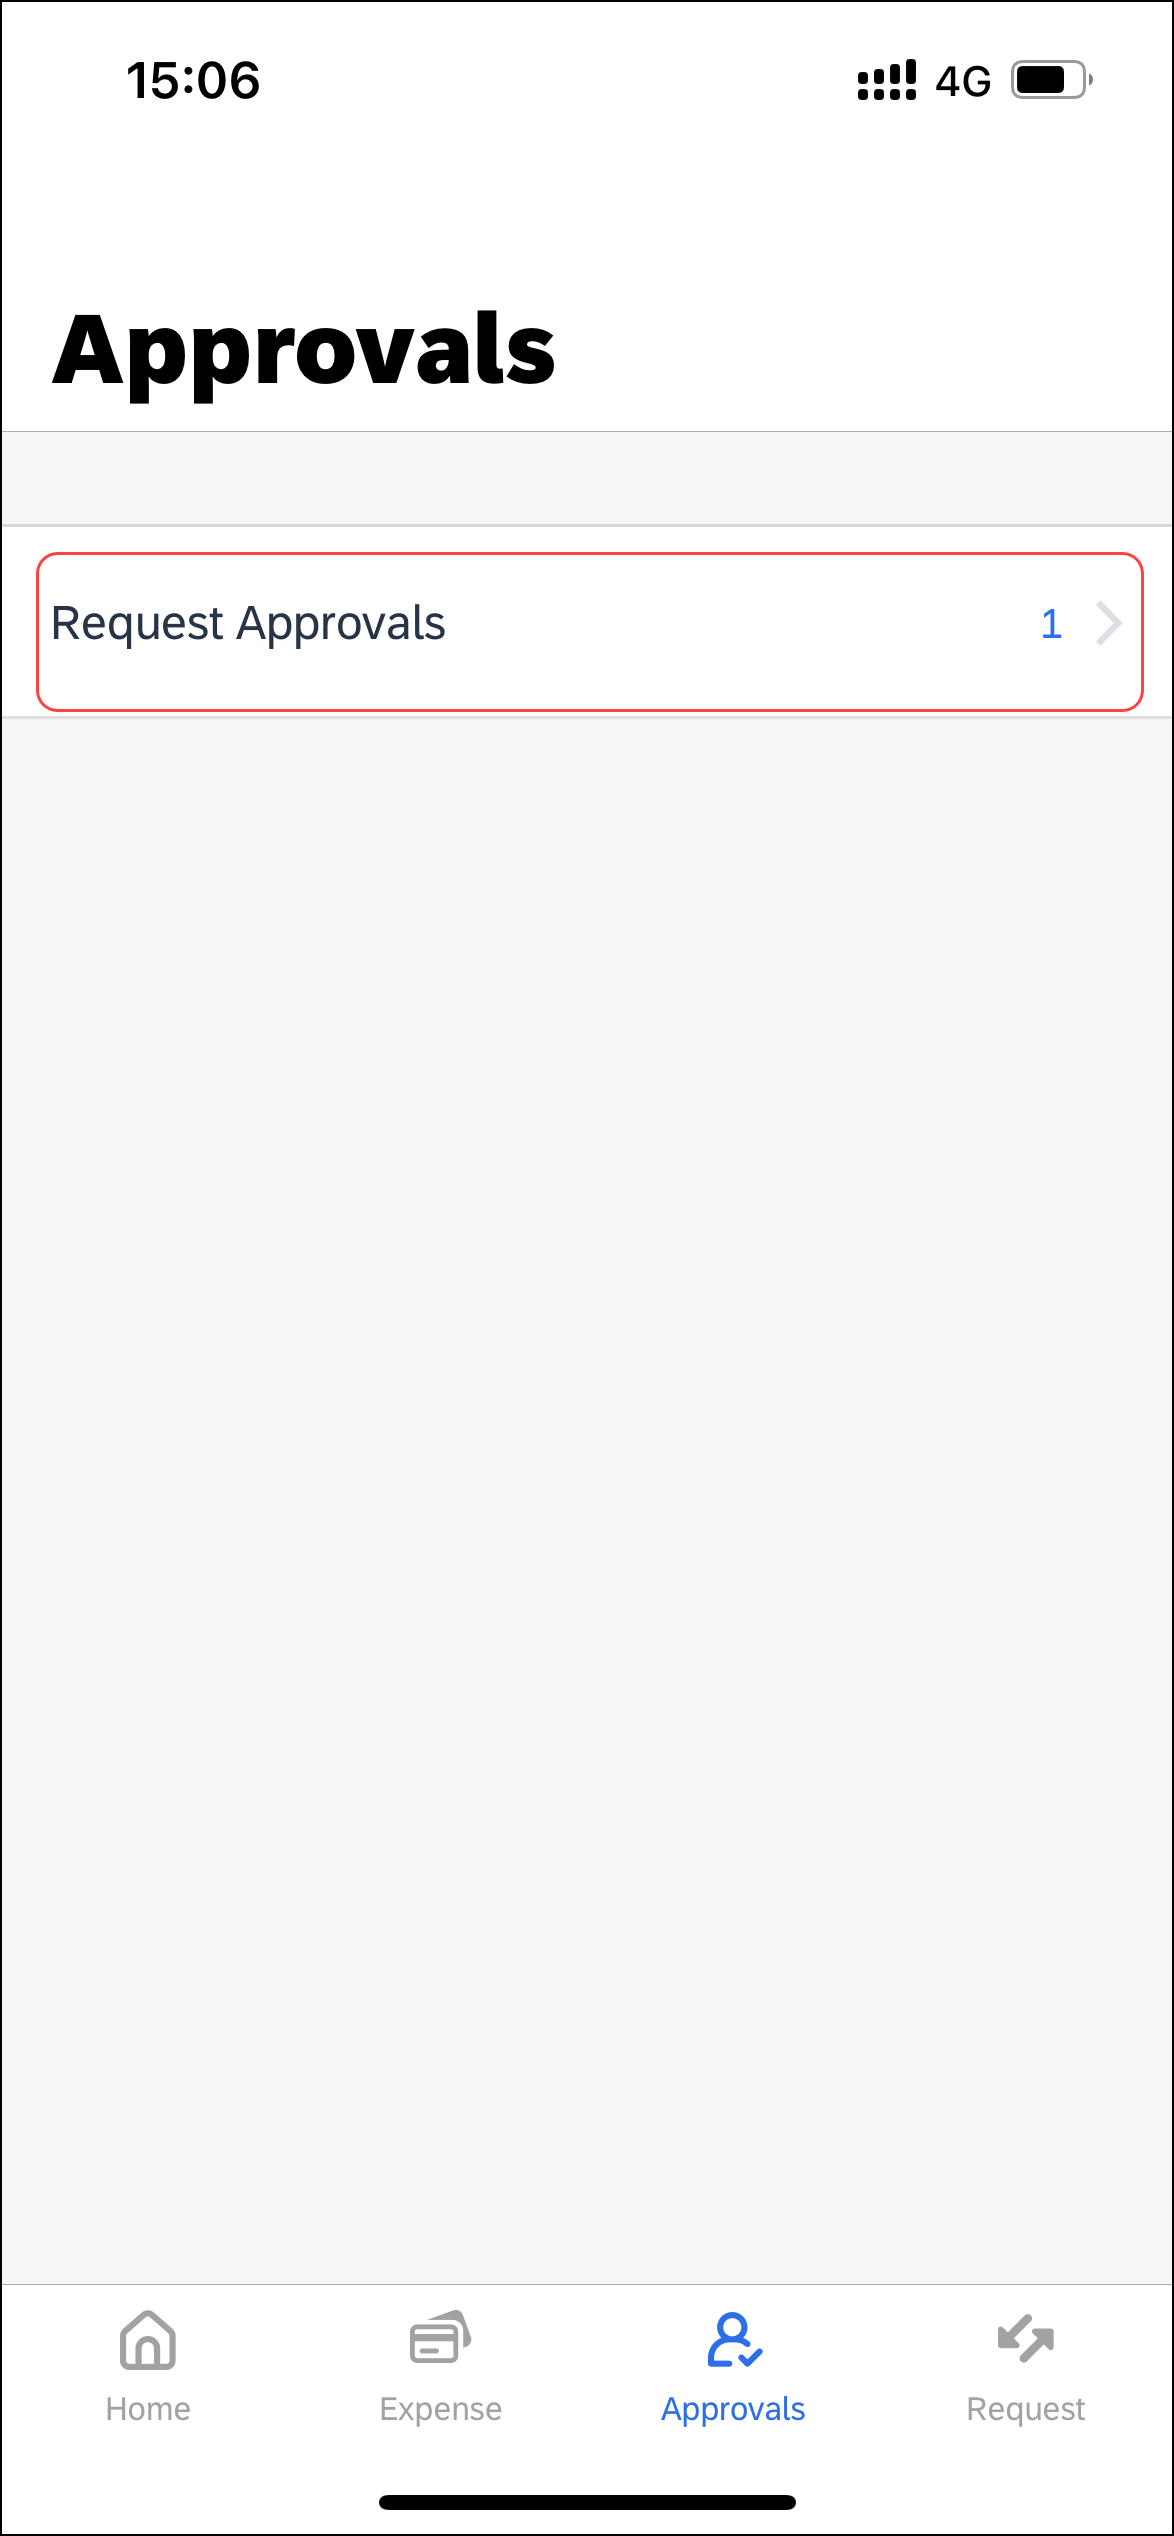 15:06 4G
Approvals
Request Approvals 1
Home Expense Approvals Request